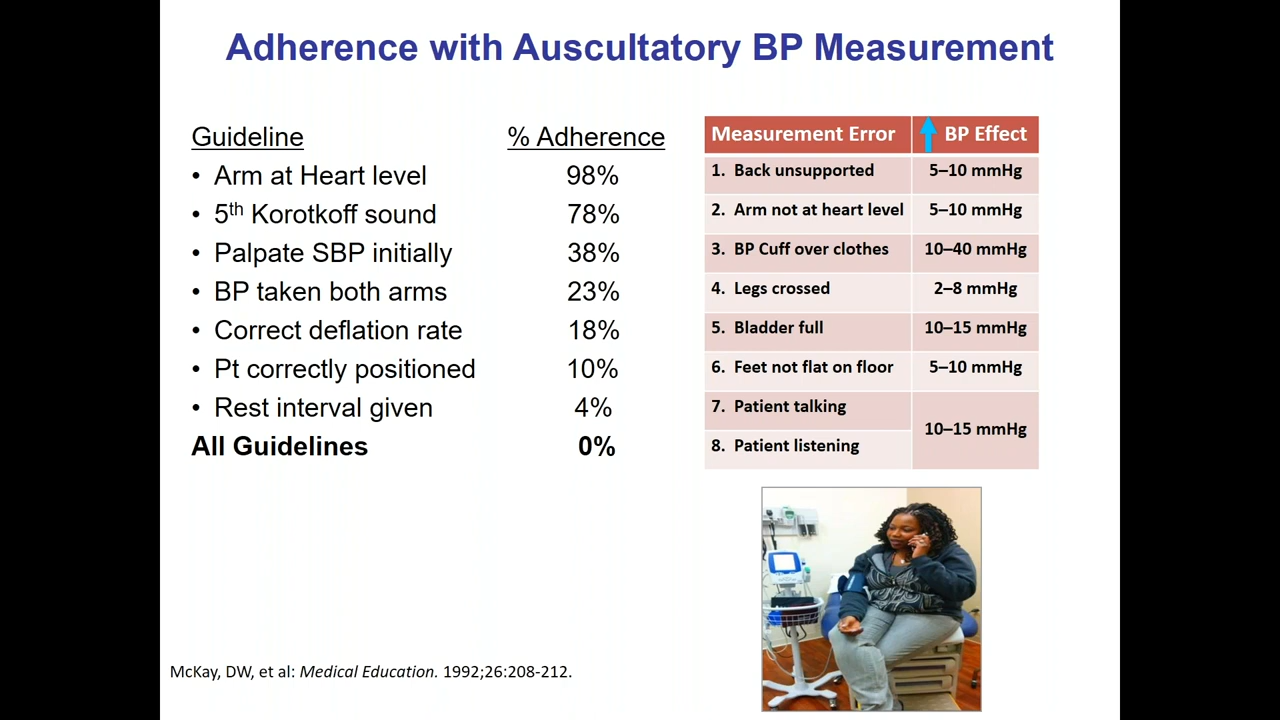 Adherence with Auscultatory BP Measurement
Guideline % Adherence
• Arm at Heart level 98%
• 5th Korotkoff sound 78%
• Palpate SBP initially 38%
• BP taken both arms 23%
• Correct deflation rate 18%
• Pt correctly positioned 10%
• Rest interval given 4%
All Guidelines 0%
Measurement Error BP Effect
1. Back unsupported 5–10 mmHg
2. Arm not at heart level 5–10 mmHg
3. BP Cuff over clothes 10–40 mmHg
4. Legs crossed 2–8 mmHg
5. Bladder full 10–15 mmHg
6. Feet not flat on floor 5–10 mmHg
7. Patient talking
10–15 mmHg
8. Patient listening
McKay, DW, et al: Medical Education. 1992;26:208-212.